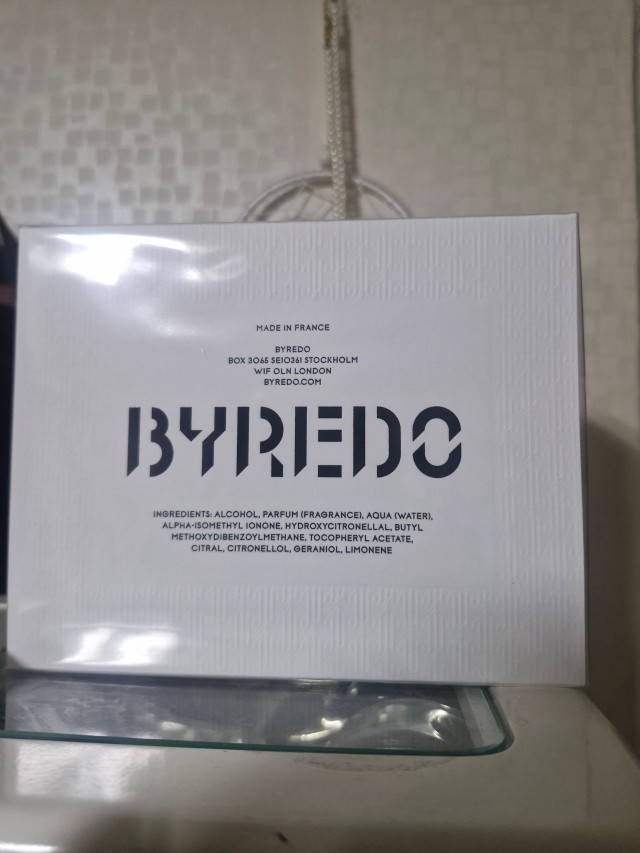 MADE IN FRANCE
BYREDO
BOX 3065 SE10361 STOCKHOLM
W1F OLN LONDON
BYREDO.COM
BYREDO
INGREDIENTS: ALCOHOL, PARFUM (FRAGRANCE), AQUA (WATER),
ALPHA-ISOMETHYL IONONE, HYDROXYCITRONELLAL, BUTYL
METHOXYDIBENZOYLMETHANE, TOCOPHERYL ACETATE,
CITRAL, CITRONELLOL, GERANIOL, LIMONENE